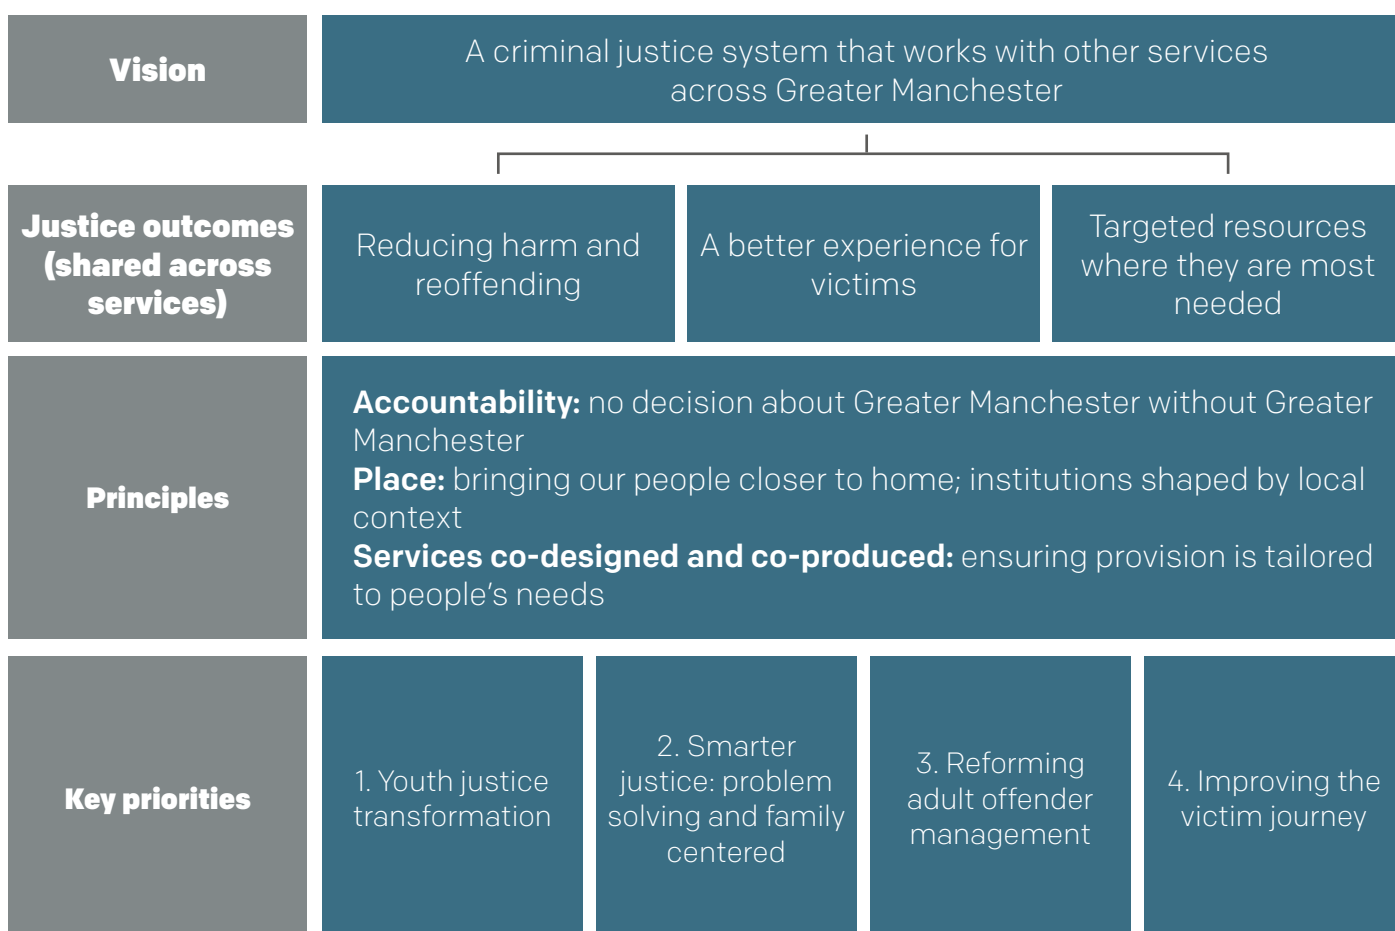 Vision
A criminal justice system that works with other services
across Greater Manchester
Justice outcomes
(shared across
services)
Reducing harm and
reoffending
A better experience for
victims
Targeted resources
where they are most
needed
Principles
Accountability: no decision about Greater Manchester without Greater
Manchester
Place: bringing our people closer to home; institutions shaped by local
context
Services co-designed and co-produced: ensuring provision is tailored
to people’s needs
Key priorities
1. Youth justice
transformation
2. Smarter
justice: problem
solving and family
centered
3. Reforming
adult offender
management
4. Improving the
victim journey